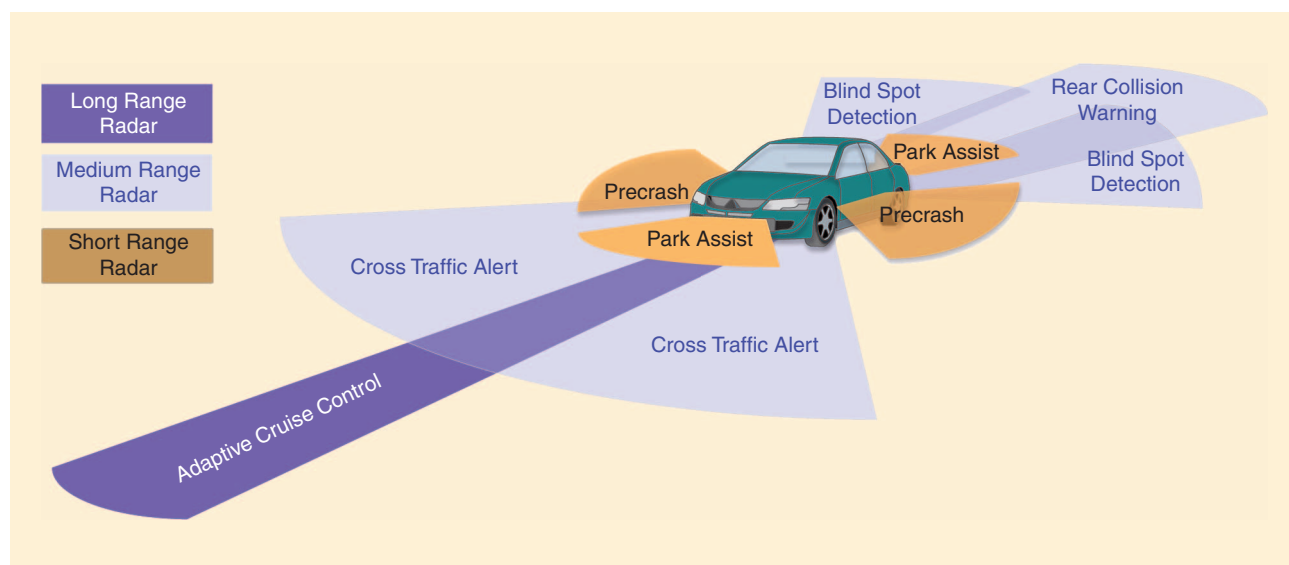 Long Range
Radar
Medium Range
Radar
Short Range
Radar
Blind Spot
Detection
Rear Collision
Warning
Park Assist
Blind Spot
Detection
Precrash
Precrash
Park Assist
Cross Traffic Alert
Cross Traffic Alert
Adaptive Cruise Control